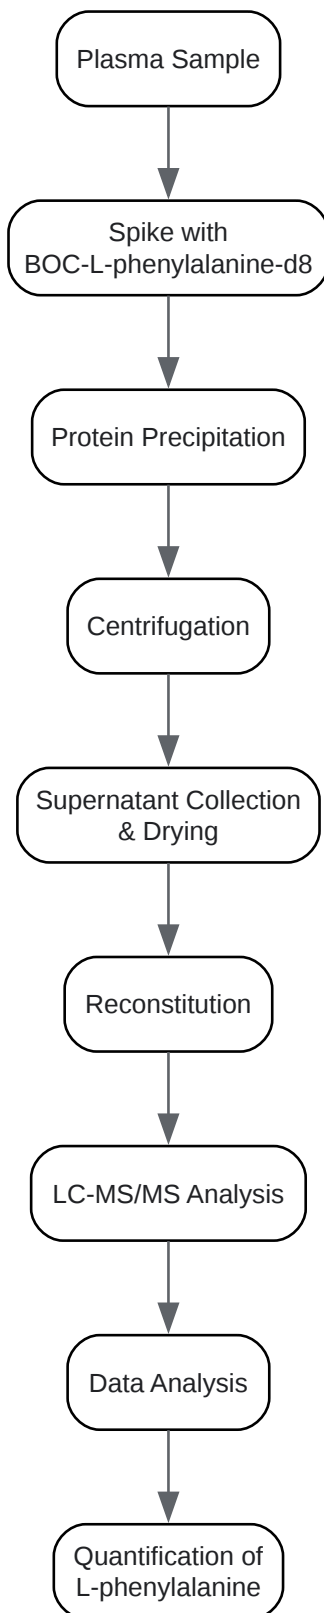 Plasma Sample
Spike with
BOC-L-phenylalanine-d8
Protein Precipitation
Centrifugation
Supernatant Collection
& Drying
Reconstitution
LC-MS/MS Analysis
Data Analysis
Quantification of
L-phenylalanine